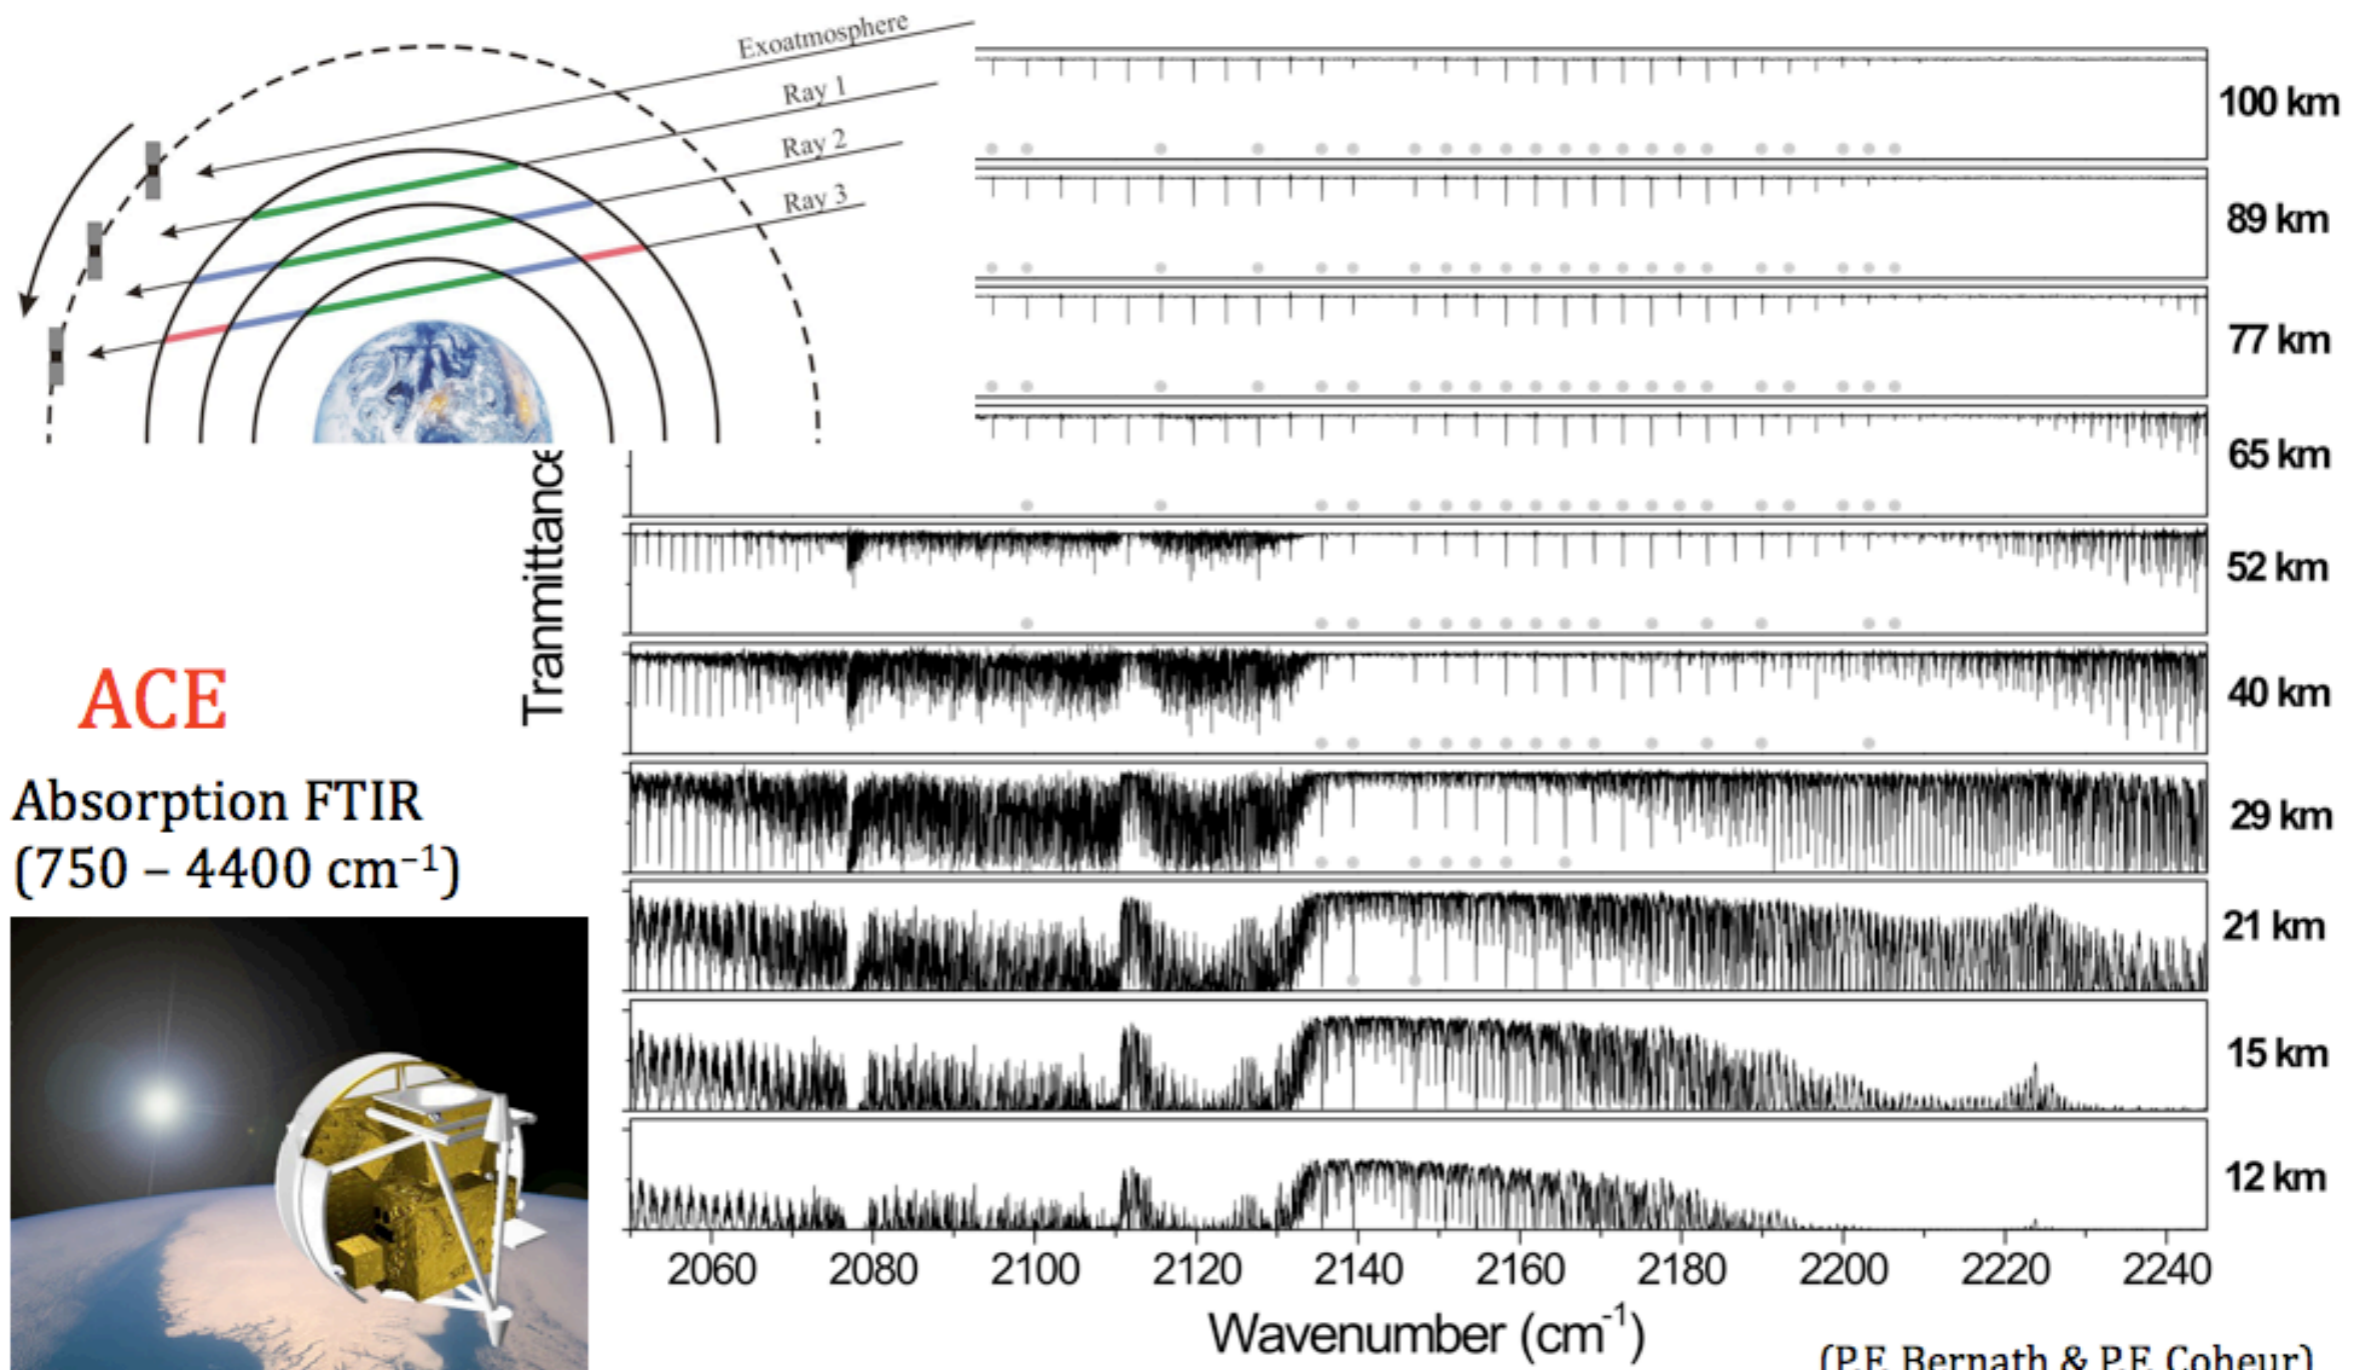 Exoatmosphere
Ray 1
Ray 2
Ray 3
100 km
89 km
77 km
65 km
52 km
40 km
29 km
21 km
15 km
12 km
Tranmittance
ACE
Absorption FTIR
(750 – 4400 cm⁻¹)
2060 2080 2100 2120 2140 2160 2180 2200 2220 2240
Wavenumber (cm⁻¹)
(P.F. Bernath & P.F. Coheur)